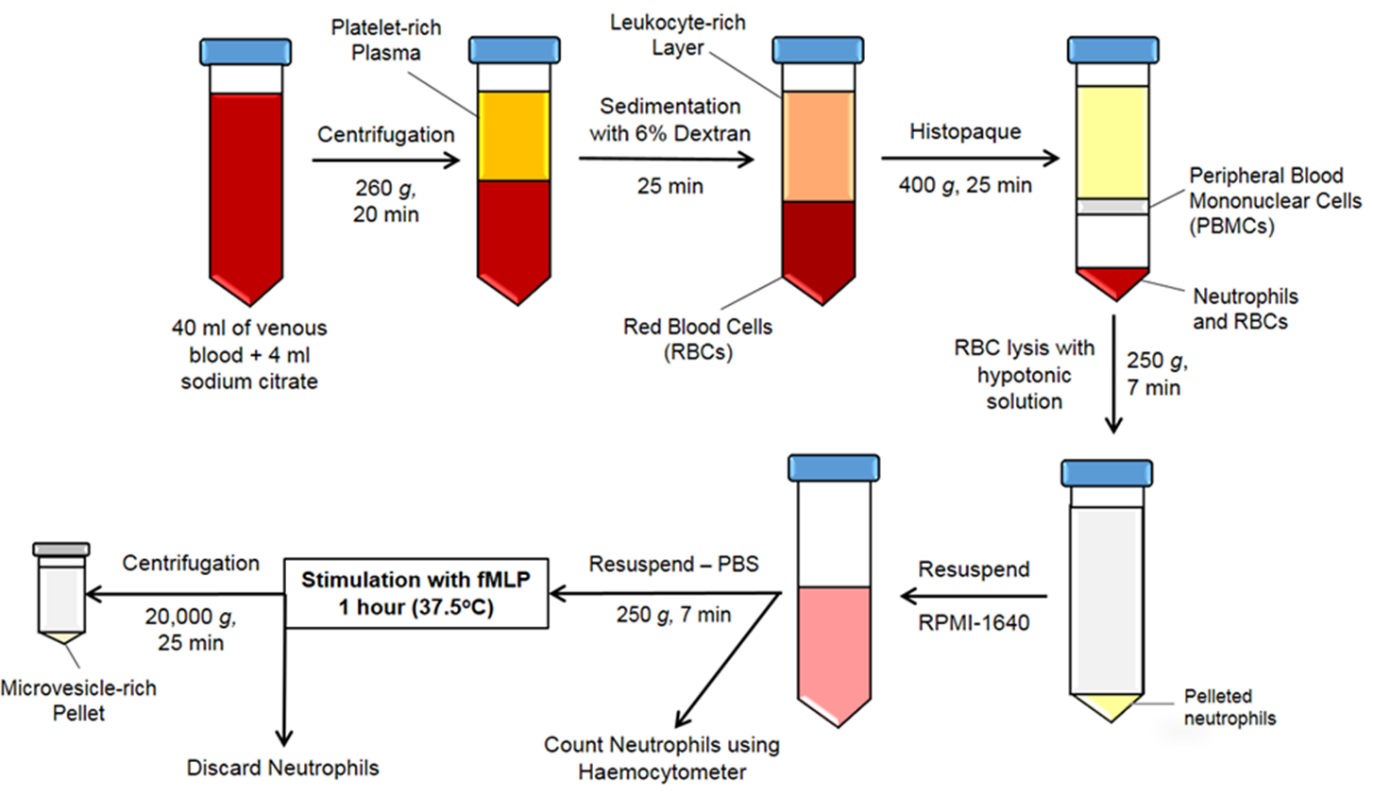 Platelet-rich
Plasma
Leukocyte-rich
Layer
Centrifugation
260 g,
20 min
Sedimentation
with 6% Dextran
25 min
Histopaque
400 g, 25 min
Peripheral Blood
Mononuclear Cells
(PBMCs)
Neutrophils
and RBCs
40 ml of venous
blood + 4 ml
sodium citrate
Red Blood Cells
(RBCs)
RBC lysis with
hypotonic
solution
250 g,
7 min
Pelleted
neutrophils
Resuspend
RPMI-1640
Resuspend – PBS
250 g, 7 min
Count Neutrophils using
Haemocytometer
Stimulation with fMLP
1 hour (37.5°C)
Discard Neutrophils
Centrifugation
20,000 g,
25 min
Microvesicle-rich
Pellet